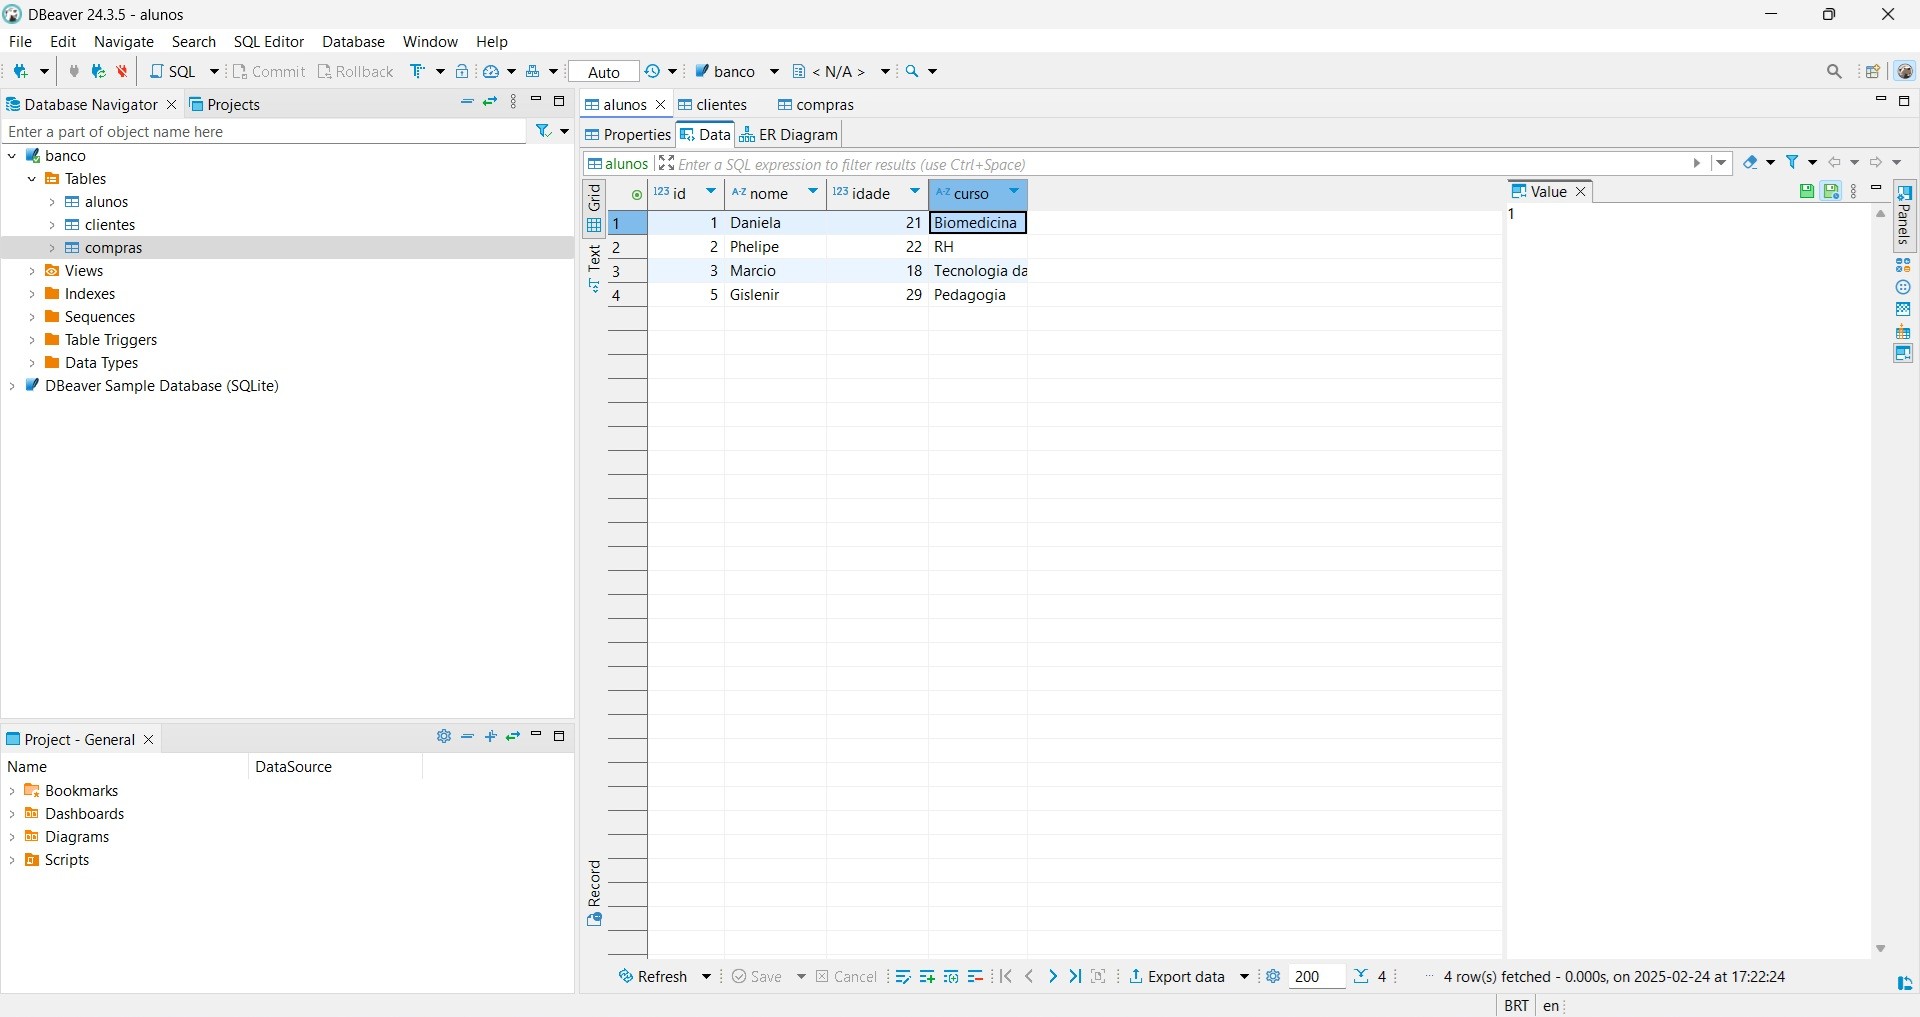 DBeaver 24.3.5 - alunos
File Edit Navigate Search SQL Editor Database Window Help
SQL Commit Rollback Auto banco < N/A >
Database Navigator Projects
Enter a part of object name here
banco
Tables
alunos
clientes
compras
Views
Indexes
Sequences
Table Triggers
Data Types
DBeaver Sample Database (SQLite)
Project - General
Name DataSource
Bookmarks
Dashboards
Diagrams
Scripts
alunos clientes compras
Properties Data ER Diagram
alunos Enter a SQL expression to filter results (use Ctrl+Space)
Grid
Text
Record
123 id A-Z nome 123 idade A-Z curso
1 1 Daniela 21 Biomedicina
2 2 Phelipe 22 RH
3 3 Marcio 18 Tecnologia da
4 5 Gislenir 29 Pedagogia
Value
1
Panels
Refresh Save Cancel Export data 200 4 4 row(s) fetched - 0.000s, on 2025-02-24 at 17:22:24
BRT en